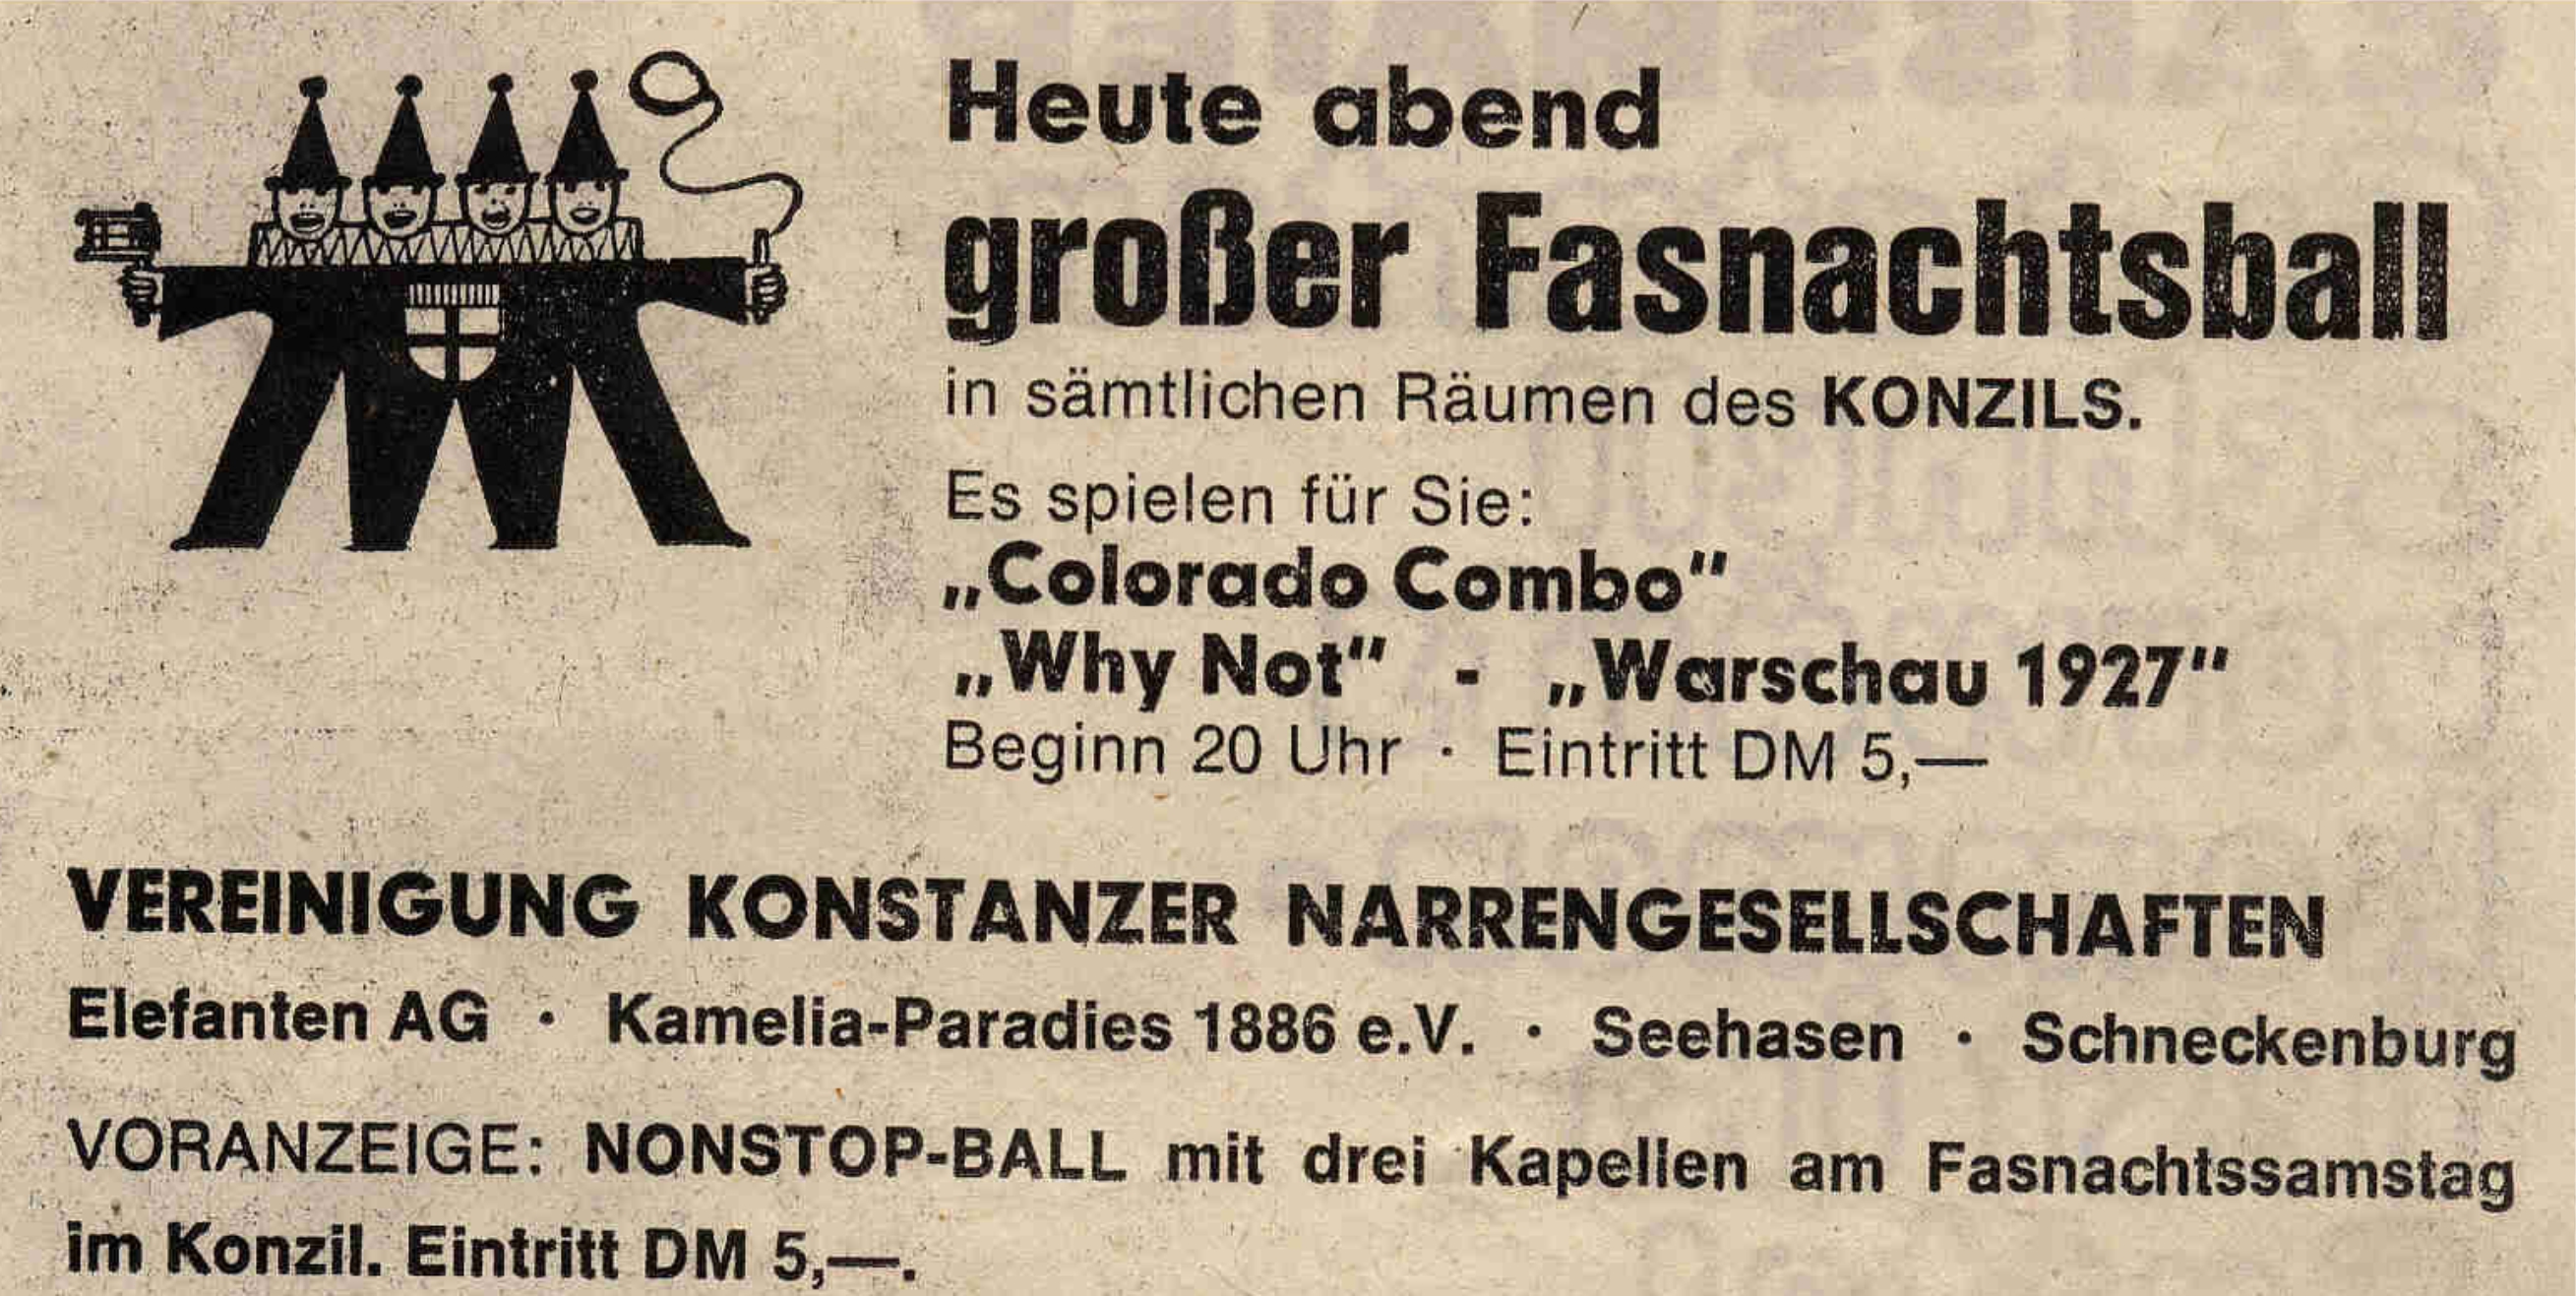 Heute abend
großer Fasnachtsball
in sämtlichen Räumen des KONZILS.
Es spielen für Sie:
„Colorado Combo“
„Why Not“ - „Warschau 1927“
Beginn 20 Uhr · Eintritt DM 5,—
VEREINIGUNG KONSTANZER NARRENGESELLSCHAFTEN
Elefanten AG · Kamelia-Paradies 1886 e.V. · Seehasen · Schneckenburg
VORANZEIGE: NONSTOP-BALL mit drei Kapellen am Fasnachtssamstag
im Konzil. Eintritt DM 5,—.